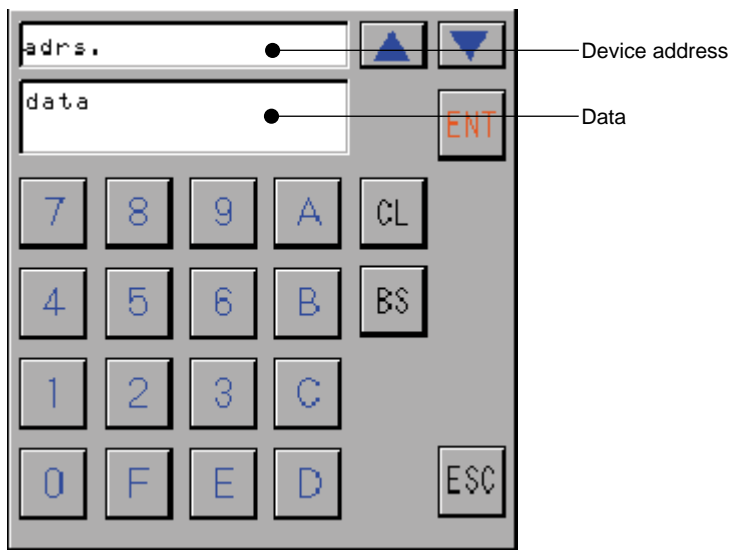 adrs.
Device address
data
ENT
Data
7 8 9 A CL
4 5 6 B BS
1 2 3 C
0 F E D ESC